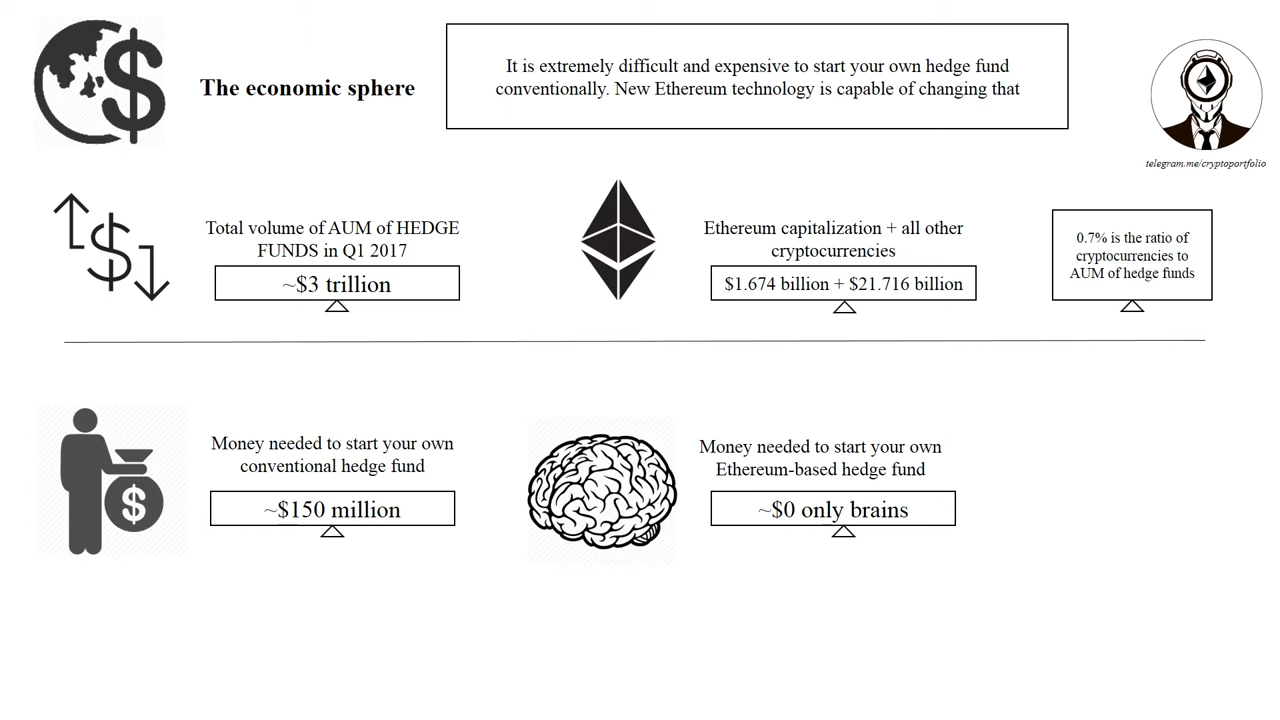 The economic sphere
It is extremely difficult and expensive to start your own hedge fund
conventionally. New Ethereum technology is capable of changing that
telegram.me/cryptoportfolio
Total volume of AUM of HEDGE
FUNDS in Q1 2017
~$3 trillion
Ethereum capitalization + all other
cryptocurrencies
$1.674 billion + $21.716 billion
0.7% is the ratio of
cryptocurrencies to
AUM of hedge funds
Money needed to start your own
conventional hedge fund
~$150 million
Money needed to start your own
Ethereum-based hedge fund
~$0 only brains